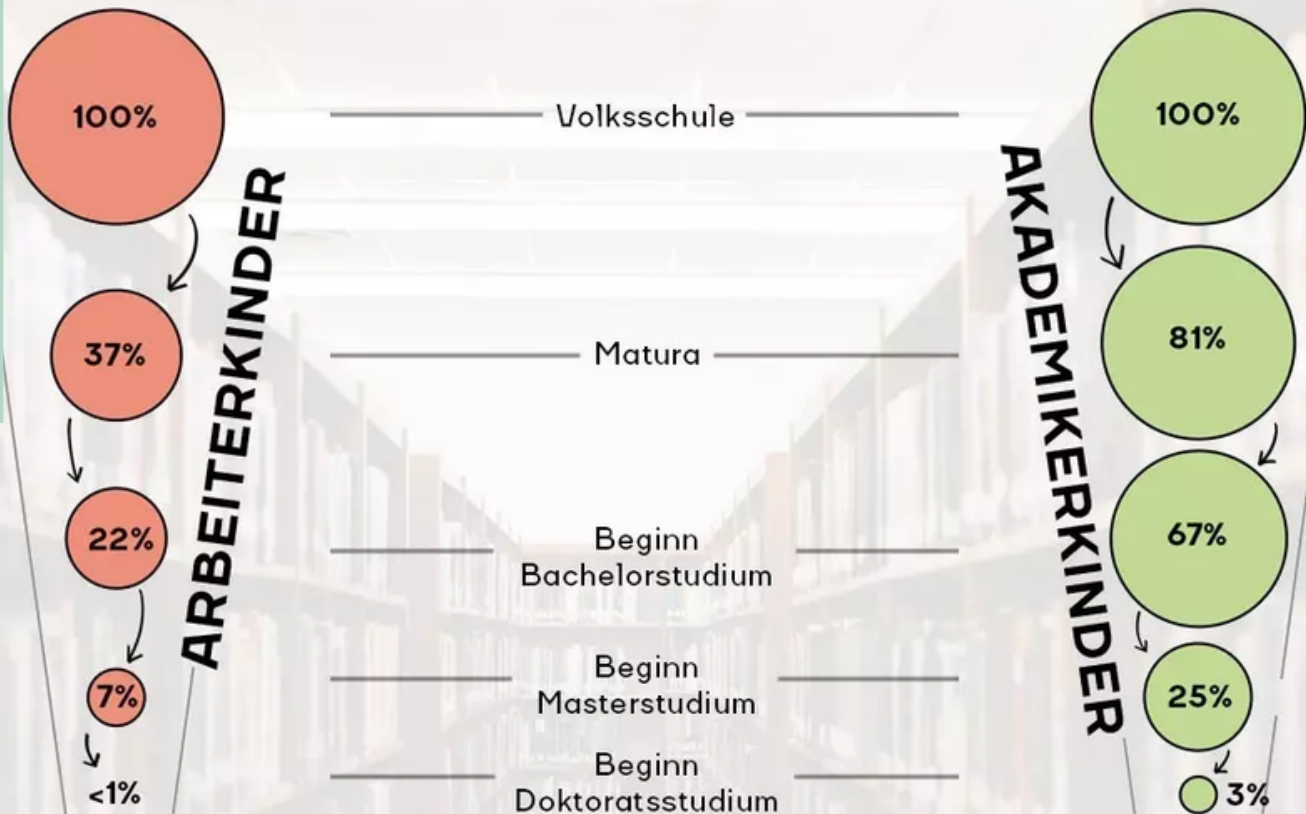 100%
Volksschule
100%
ARBEITERKINDER
AKADEMIKERKINDER
37%
Matura
81%
22%
Beginn
Bachelorstudium
67%
7%
Beginn
Masterstudium
25%
<1%
Beginn
Doktoratsstudium
3%